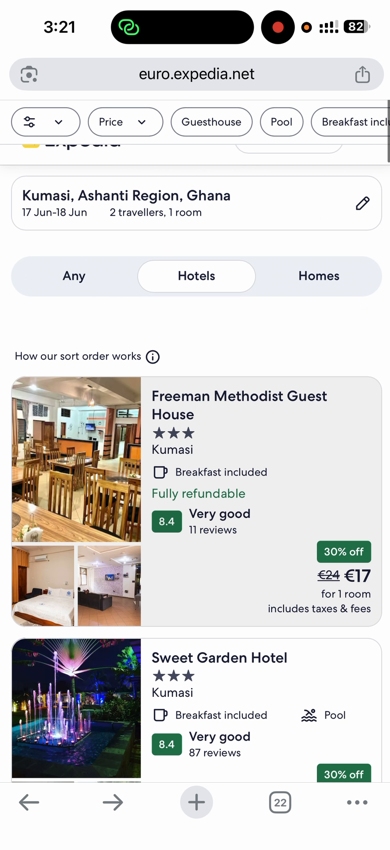 3:21
82
euro.expedia.net
Price
Guesthouse
Pool
Breakfast incl
Expedia
Kumasi, Ashanti Region, Ghana
17 Jun-18 Jun 2 travellers, 1 room
Any
Hotels
Homes
How our sort order works
Freeman Methodist Guest
House
Kumasi
Breakfast included
Fully refundable
8.4
Very good
11 reviews
30% off
€24 €17
for 1 room
includes taxes & fees
Sweet Garden Hotel
Kumasi
Breakfast included
Pool
8.4
Very good
87 reviews
30% off
22